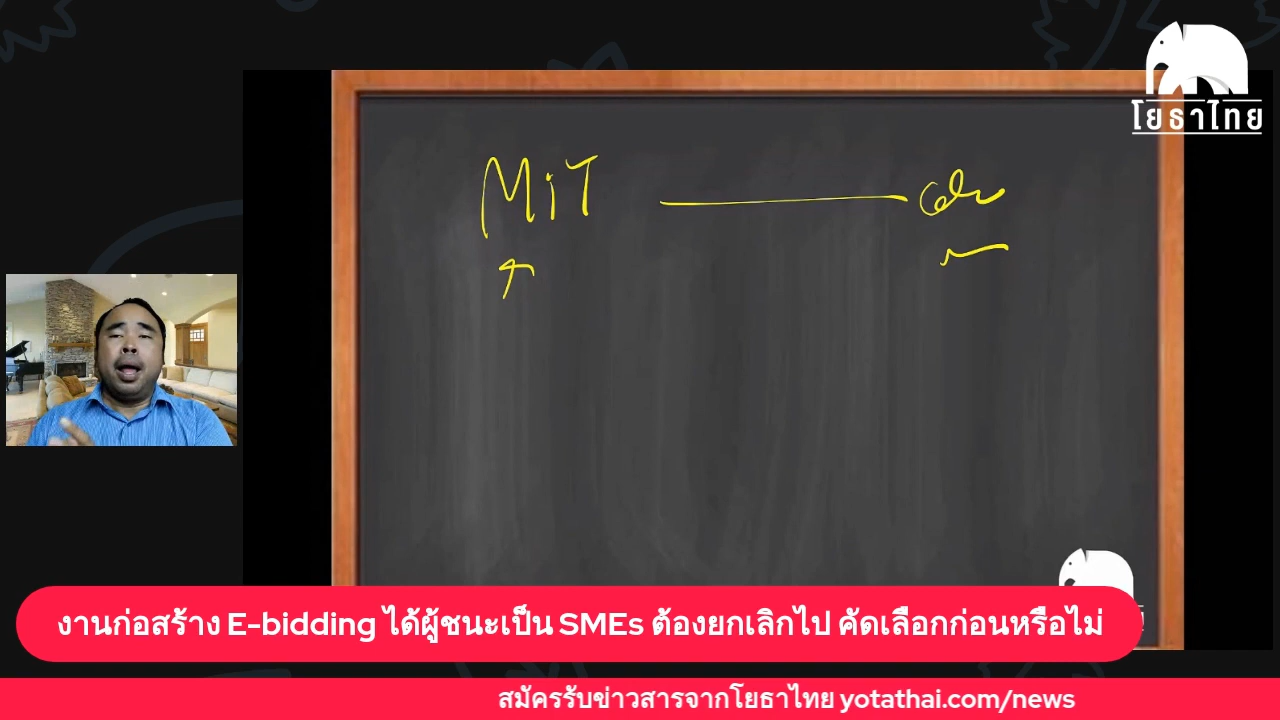 โยธาไทย
MiT
งานก่อสร้าง E-bidding ได้ผู้ชนะเป็น SMEs ต้องยกเลิกไป คัดเลือกก่อนหรือไม่
สมัครรับข่าวสารจากโยธาไทย yotathai.com/news